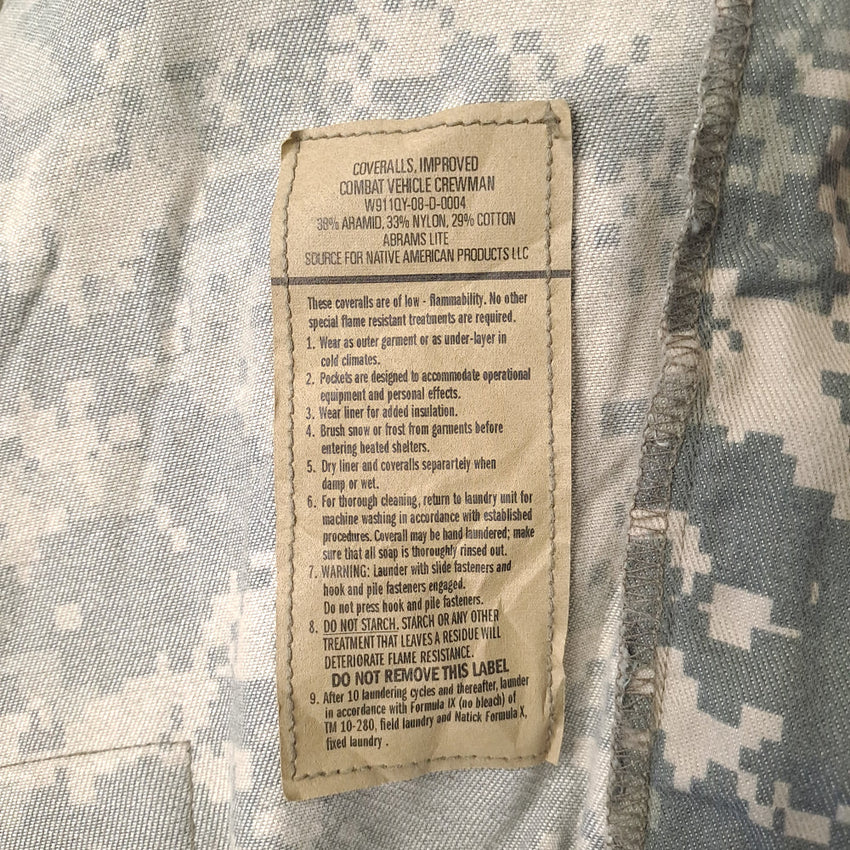 COVERALLS, IMPROVED
COMBAT VEHICLE CREWMAN
W911QY-08-D-0004
38% ARAMID, 33% NYLON, 29% COTTON
ABRAMS LITE
SOURCE FOR NATIVE AMERICAN PRODUCTS LLC
These coveralls are of low - flammability. No other
special flame resistant treatments are required.
1. Wear as outer garment or as under-layer in
cold climates.
2. Pockets are designed to accommodate operational
equipment and personal effects.
3. Wear liner for added insulation.
4. Brush snow or frost from garments before
entering heated shelters.
5. Dry liner and coveralls separartely when
damp or wet.
6. For thorough cleaning, return to laundry unit for
machine washing in accordance with established
procedures. Coverall may be hand laundered; make
sure that all soap is thoroughly rinsed out.
7. WARNING: Launder with slide fasteners and
hook and pile fasteners engaged.
Do not press hook and pile fasteners.
8. DO NOT STARCH, STARCH OR ANY OTHER
TREATMENT THAT LEAVES A RESIDUE WILL
DETERIORATE FLAME RESISTANCE.
DO NOT REMOVE THIS LABEL
9. After 10 laundering cycles and thereafter, launder
in accordance with Formula IX (no bleach) of
TM 10-280, field laundry and Natick Formula X,
fixed laundry .